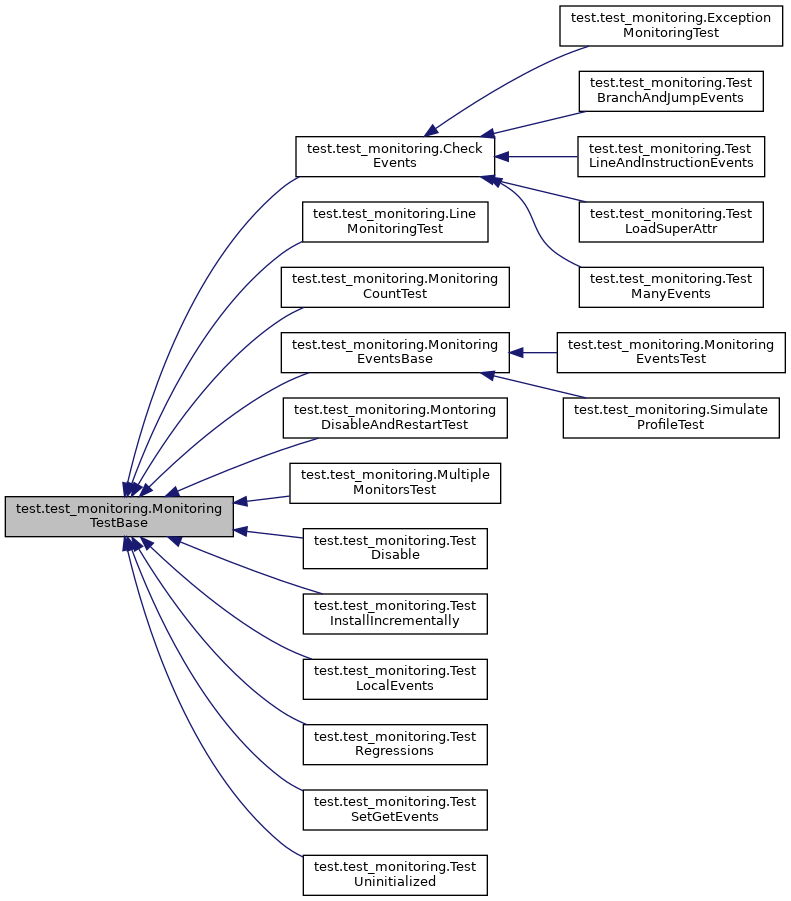 test.test_monitoring.Exception
MonitoringTest
test.test_monitoring.Test
BranchAndJumpEvents
test.test_monitoring.Check
Events
test.test_monitoring.Test
LineAndInstructionEvents
test.test_monitoring.Line
MonitoringTest
test.test_monitoring.Test
LoadSuperAttr
test.test_monitoring.Monitoring
CountTest
test.test_monitoring.Test
ManyEvents
test.test_monitoring.Monitoring
EventsBase
test.test_monitoring.Monitoring
EventsTest
test.test_monitoring.Montoring
DisableAndRestartTest
test.test_monitoring.Simulate
ProfileTest
test.test_monitoring.Multiple
MonitorsTest
test.test_monitoring.Monitoring
TestBase
test.test_monitoring.Test
Disable
test.test_monitoring.Test
InstallIncrementally
test.test_monitoring.Test
LocalEvents
test.test_monitoring.Test
Regressions
test.test_monitoring.Test
SetGetEvents
test.test_monitoring.Test
Uninitialized